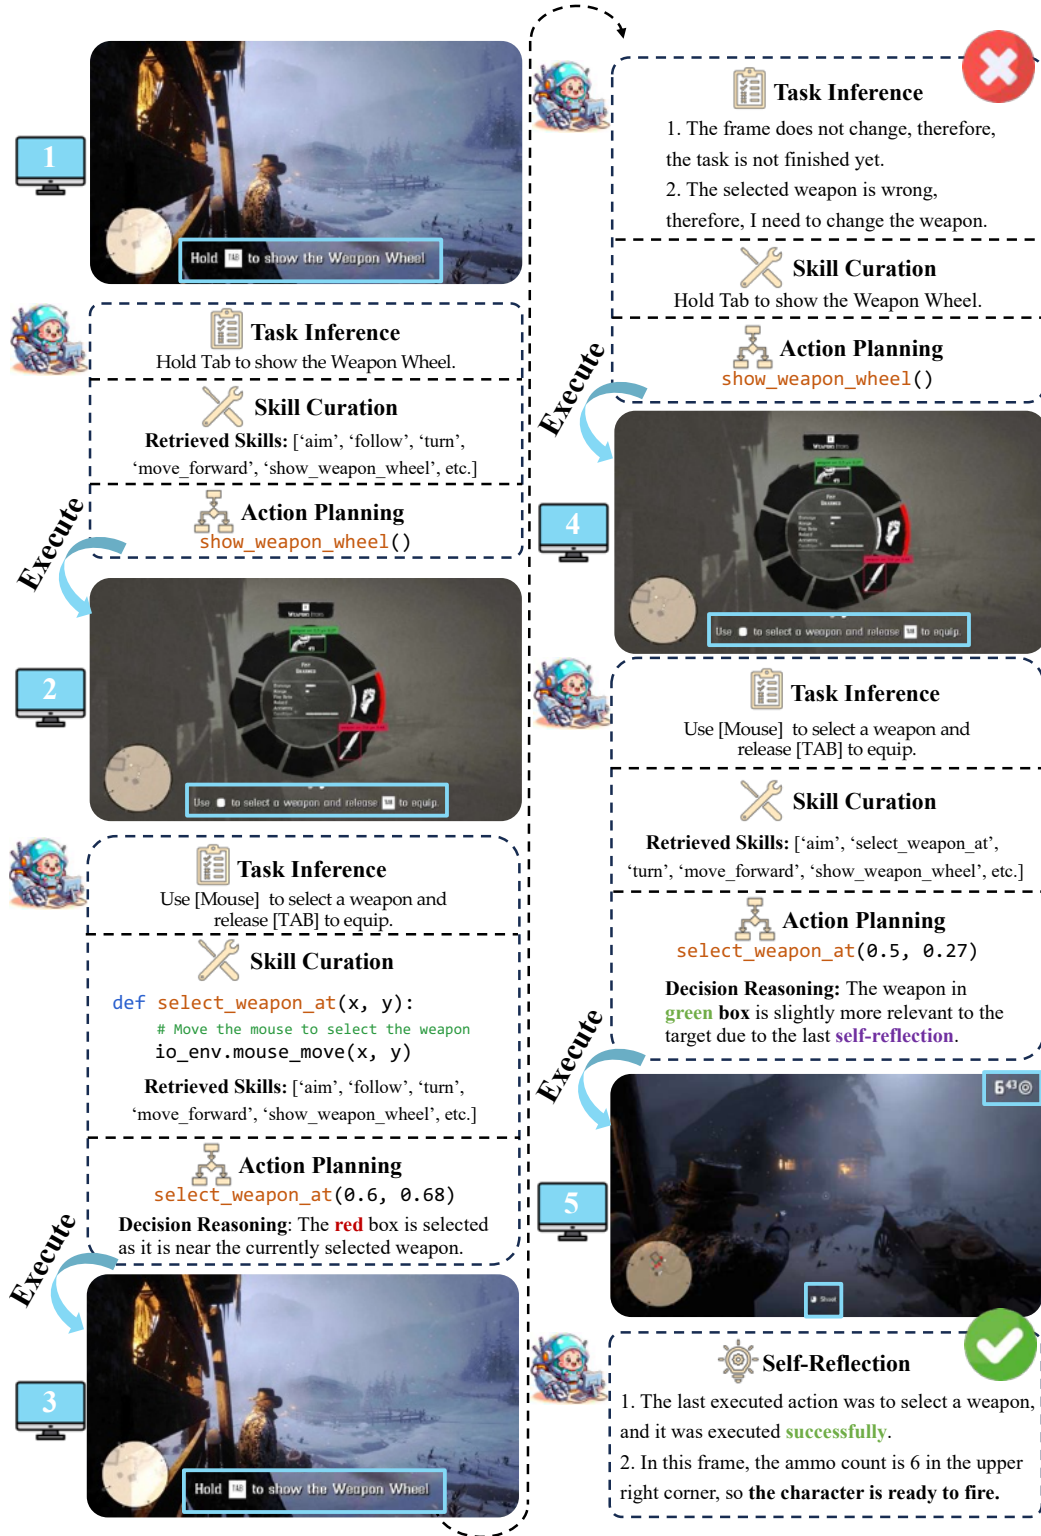 1
Hold TAB to show the Weapon Wheel
Task Inference
Hold Tab to show the Weapon Wheel.
Skill Curation
Retrieved Skills: [‘aim’, ‘follow’, ‘turn’,
‘move_forward’, ‘show_weapon_wheel’, etc.]
Action Planning
show_weapon_wheel()
Execute
2
Use to select a weapon and release TAB to equip.
Task Inference
Use [Mouse] to select a weapon and
release [TAB] to equip.
Skill Curation
def select_weapon_at(x, y):
# Move the mouse to select the weapon
io_env.mouse_move(x, y)
Retrieved Skills: [‘aim’, ‘follow’, ‘turn’,
‘move_forward’, ‘show_weapon_wheel’, etc.]
Action Planning
select_weapon_at(0.6, 0.68)
Decision Reasoning: The red box is selected
as it is near the currently selected weapon.
Execute
3
Hold TAB to show the Weapon Wheel
Task Inference
1. The frame does not change, therefore,
the task is not finished yet.
2. The selected weapon is wrong,
therefore, I need to change the weapon.
Skill Curation
Hold Tab to show the Weapon Wheel.
Action Planning
show_weapon_wheel()
Execute
4
Use to select a weapon and release TAB to equip.
Task Inference
Use [Mouse] to select a weapon and
release [TAB] to equip.
Skill Curation
Retrieved Skills: [‘aim’, ‘select_weapon_at’,
‘turn’, ‘move_forward’, ‘show_weapon_wheel’, etc.]
Action Planning
select_weapon_at(0.5, 0.27)
Decision Reasoning: The weapon in
green box is slightly more relevant to the
target due to the last self-reflection.
Execute
6 43
5
Shoot
Self-Reflection
1. The last executed action was to select a weapon,
and it was executed successfully.
2. In this frame, the ammo count is 6 in the upper
right corner, so the character is ready to fire.